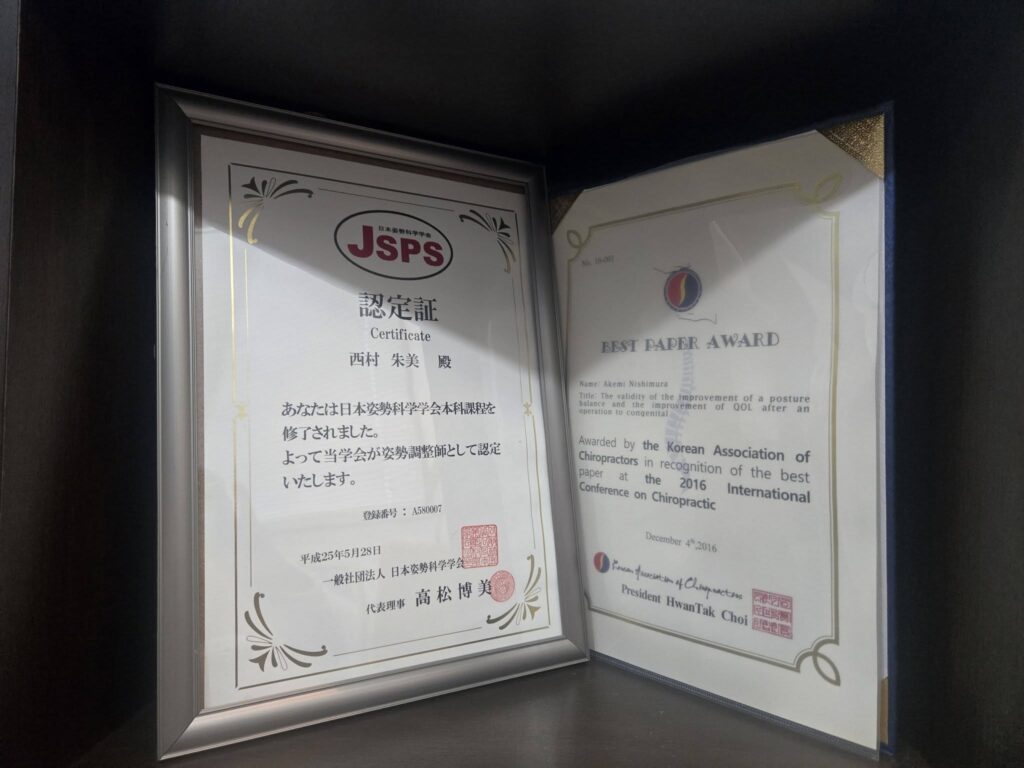 日本姿勢科学学会
JSPS
認定証
Certificate
西村 朱美 殿
あなたは日本姿勢科学学会本科課程を
修了されました。
よって当学会が姿勢調整師として認定
いたします。
登録番号 : A580007
平成25年5月28日
一般社団法人 日本姿勢科学学会
代表理事 高松博美
No. 10-001
BEST PAPER AWARD
Name: Akemi Nishimura
Title: The validity of the improvement of a posture
balance and the improvement of QOL after an
operation to congenital
Awarded by the Korean Association of
Chiropractors in recognition of the best
paper at the 2016 International
Conference on Chiropractic
December 4th,2016
Korean Association of Chiropractors
President HwanTak Choi